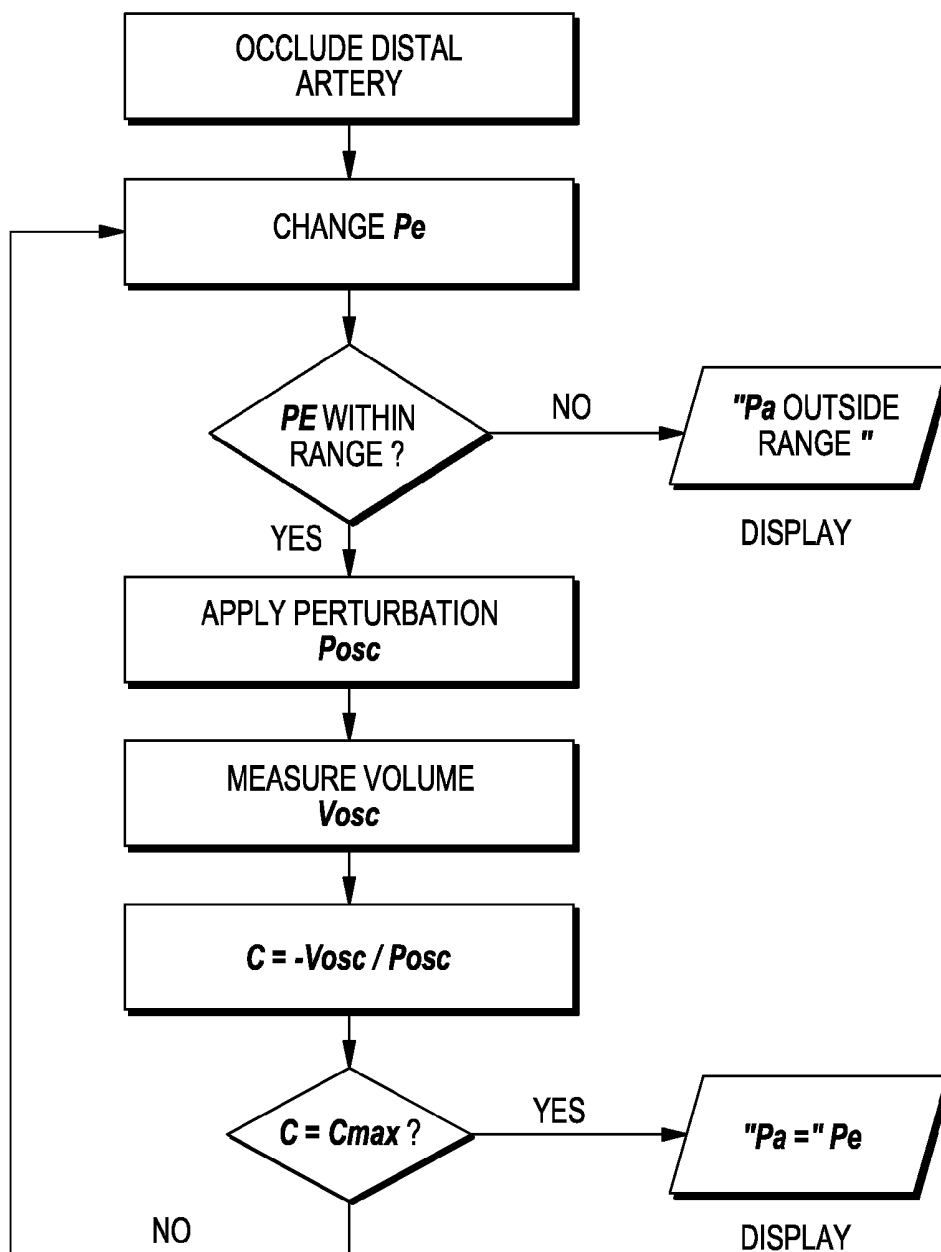 OCCLUDE DISTAL
ARTERY
CHANGE Pe
PE WITHIN
RANGE ?
NO
"Pa OUTSIDE
RANGE "
DISPLAY
YES
APPLY PERTURBATION
Posc
MEASURE VOLUME
Vosc
C = -Vosc / Posc
C = Cmax ?
YES
"Pa =" Pe
DISPLAY
NO